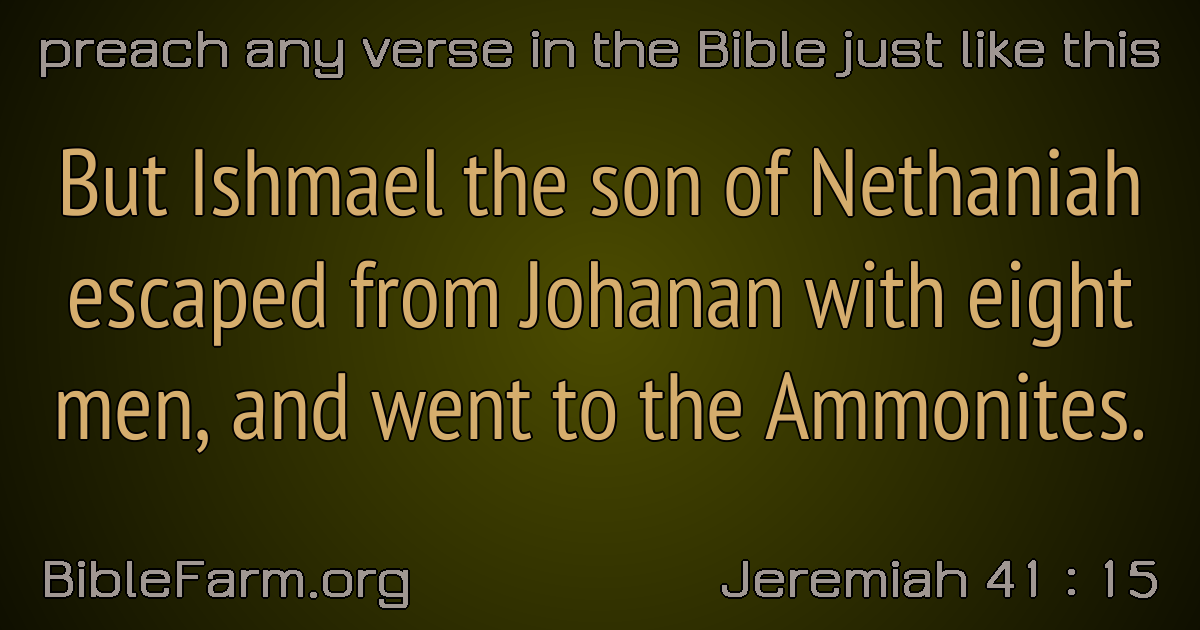 preach any verse in the Bible just like this
But Ishmael the son of Nethaniah
escaped from Johanan with eight
men, and went to the Ammonites.
BibleFarm.org
Jeremiah 41 : 15